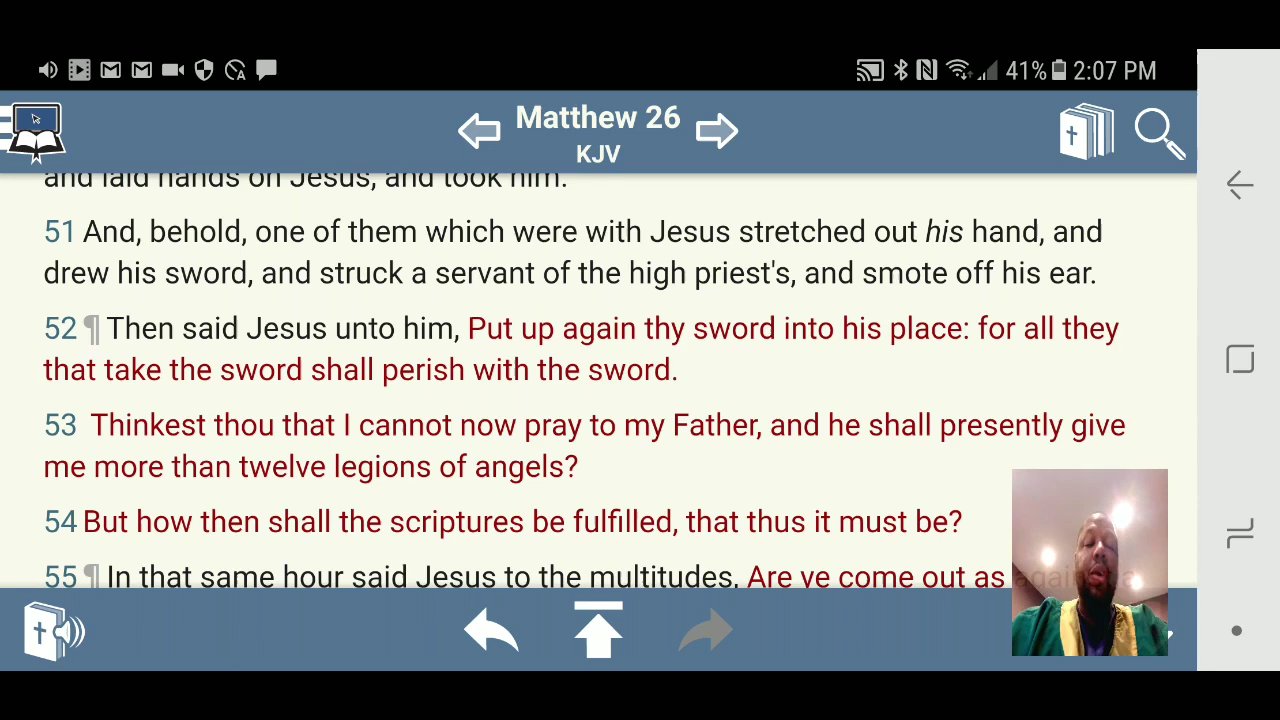 41% 2:07 PM
Matthew 26
KJV
and laid hands on Jesus, and took him.
51 And, behold, one of them which were with Jesus stretched out his hand, and
drew his sword, and struck a servant of the high priest's, and smote off his ear.
52 ¶ Then said Jesus unto him, Put up again thy sword into his place: for all they
that take the sword shall perish with the sword.
53 Thinkest thou that I cannot now pray to my Father, and he shall presently give
me more than twelve legions of angels?
54 But how then shall the scriptures be fulfilled, that thus it must be?
55 ¶ In that same hour said Jesus to the multitudes, Are ye come out as